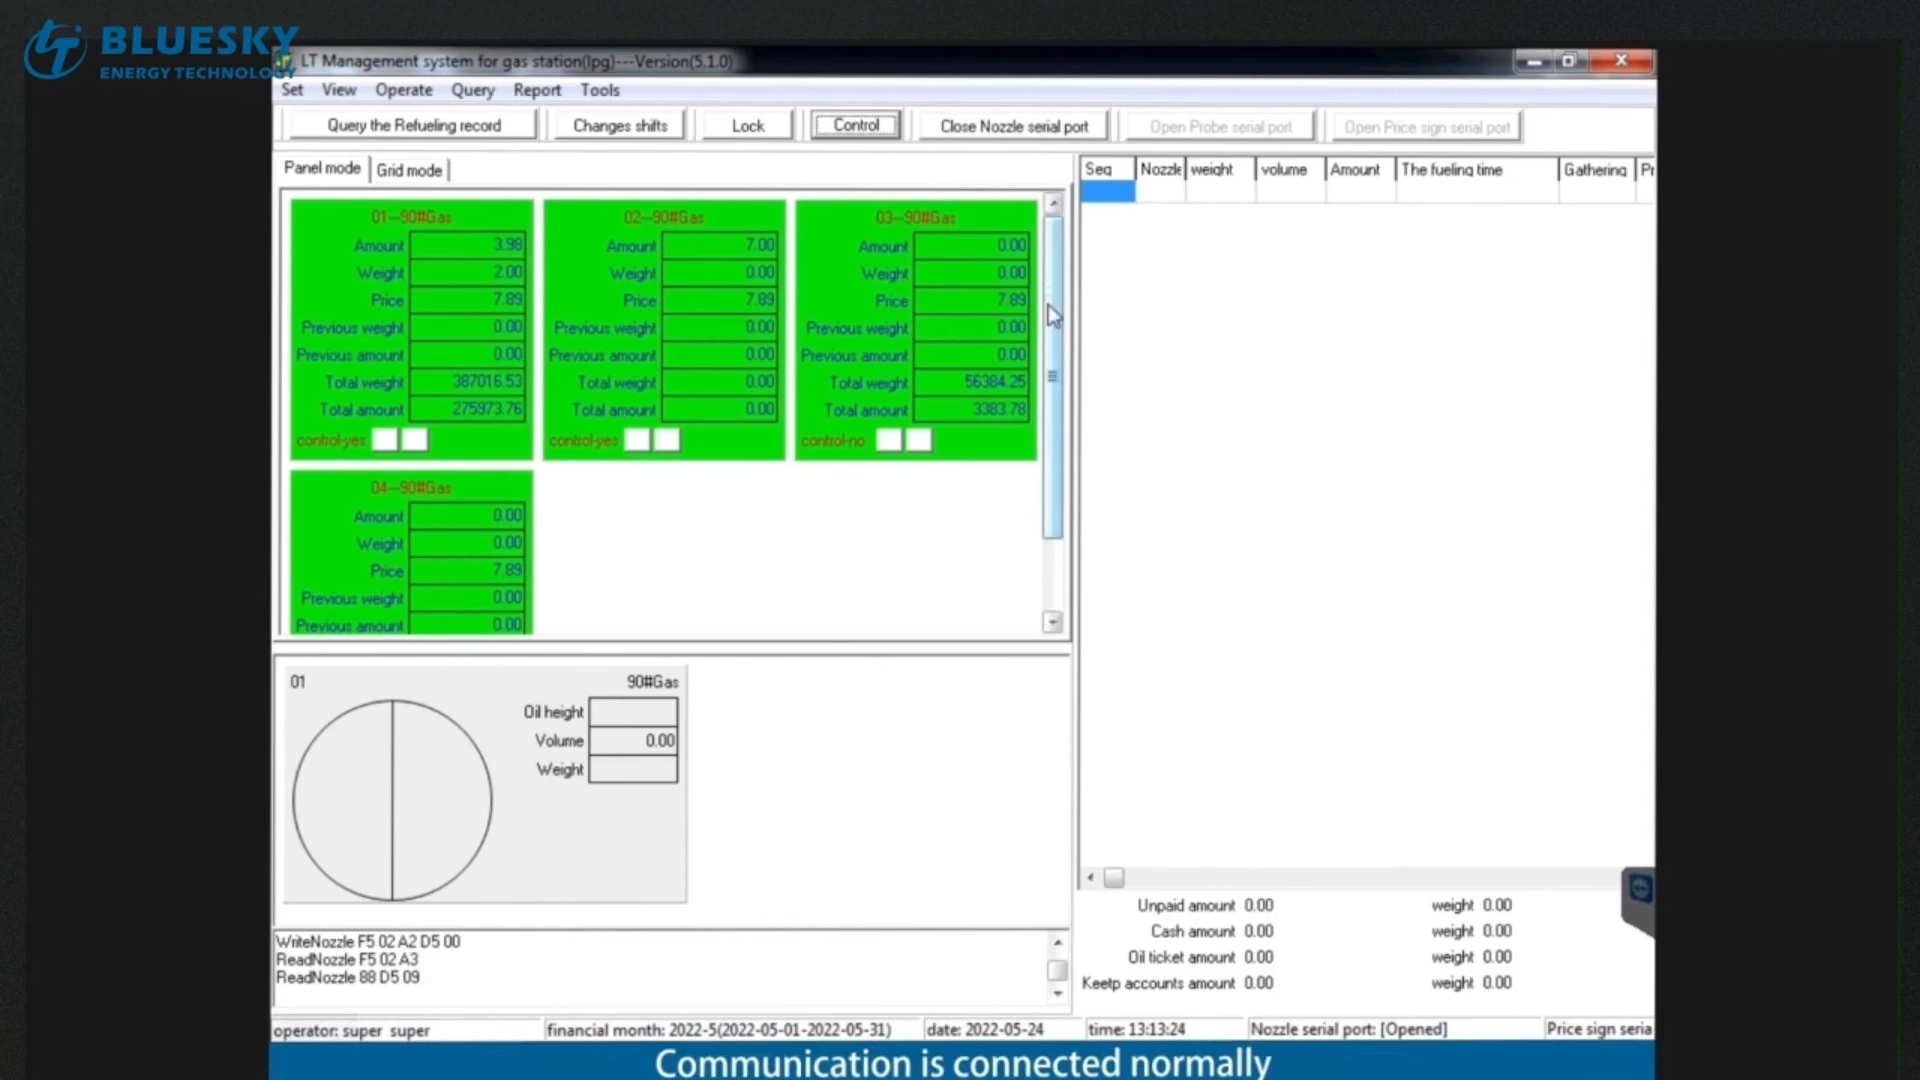 BLUESKY
ENERGY TECHNOLOGY
LT Management system for gas station(lpg)---Version(5.1.0)
Set View Operate Query Report Tools
Query the Refueling record Changes shifts Lock Control Close Nozzle serial port Open Probe serial port Open Price sign serial port
Panel mode Grid mode
Seq Nozzle weight volume Amount The fueling time Gathering Pr
01--90#Gas 02--90#Gas 03--90#Gas
Amount 3.98 Amount 7.00 Amount 0.00
Weight 2.00 Weight 0.00 Weight 0.00
Price 7.89 Price 7.89 Price 7.89
Previous weight 0.00 Previous weight 0.00 Previous weight 0.00
Previous amount 0.00 Previous amount 0.00 Previous amount 0.00
Total weight 387016.53 Total weight 0.00 Total weight 56384.25
Total amount 275973.76 Total amount 0.00 Total amount 3383.78
control-yes control-yes control-no
04--90#Gas
Amount 0.00
Weight 0.00
Price 7.89
Previous weight 0.00
Previous amount 0.00
01 90#Gas
Oil height
Volume 0.00
Weight
WriteNozzle F5 02 A2 D5 00
ReadNozzle F5 02 A3
ReadNozzle 88 D5 09
Unpaid amount 0.00 weight 0.00
Cash amount 0.00 weight 0.00
Oil ticket amount 0.00 weight 0.00
Keetp accounts amount 0.00 weight 0.00
operator: super super financial month: 2022-5(2022-05-01-2022-05-31) date: 2022-05-24 time: 13:13:24 Nozzle serial port: [Opened] Price sign seria
Communication is connected normally